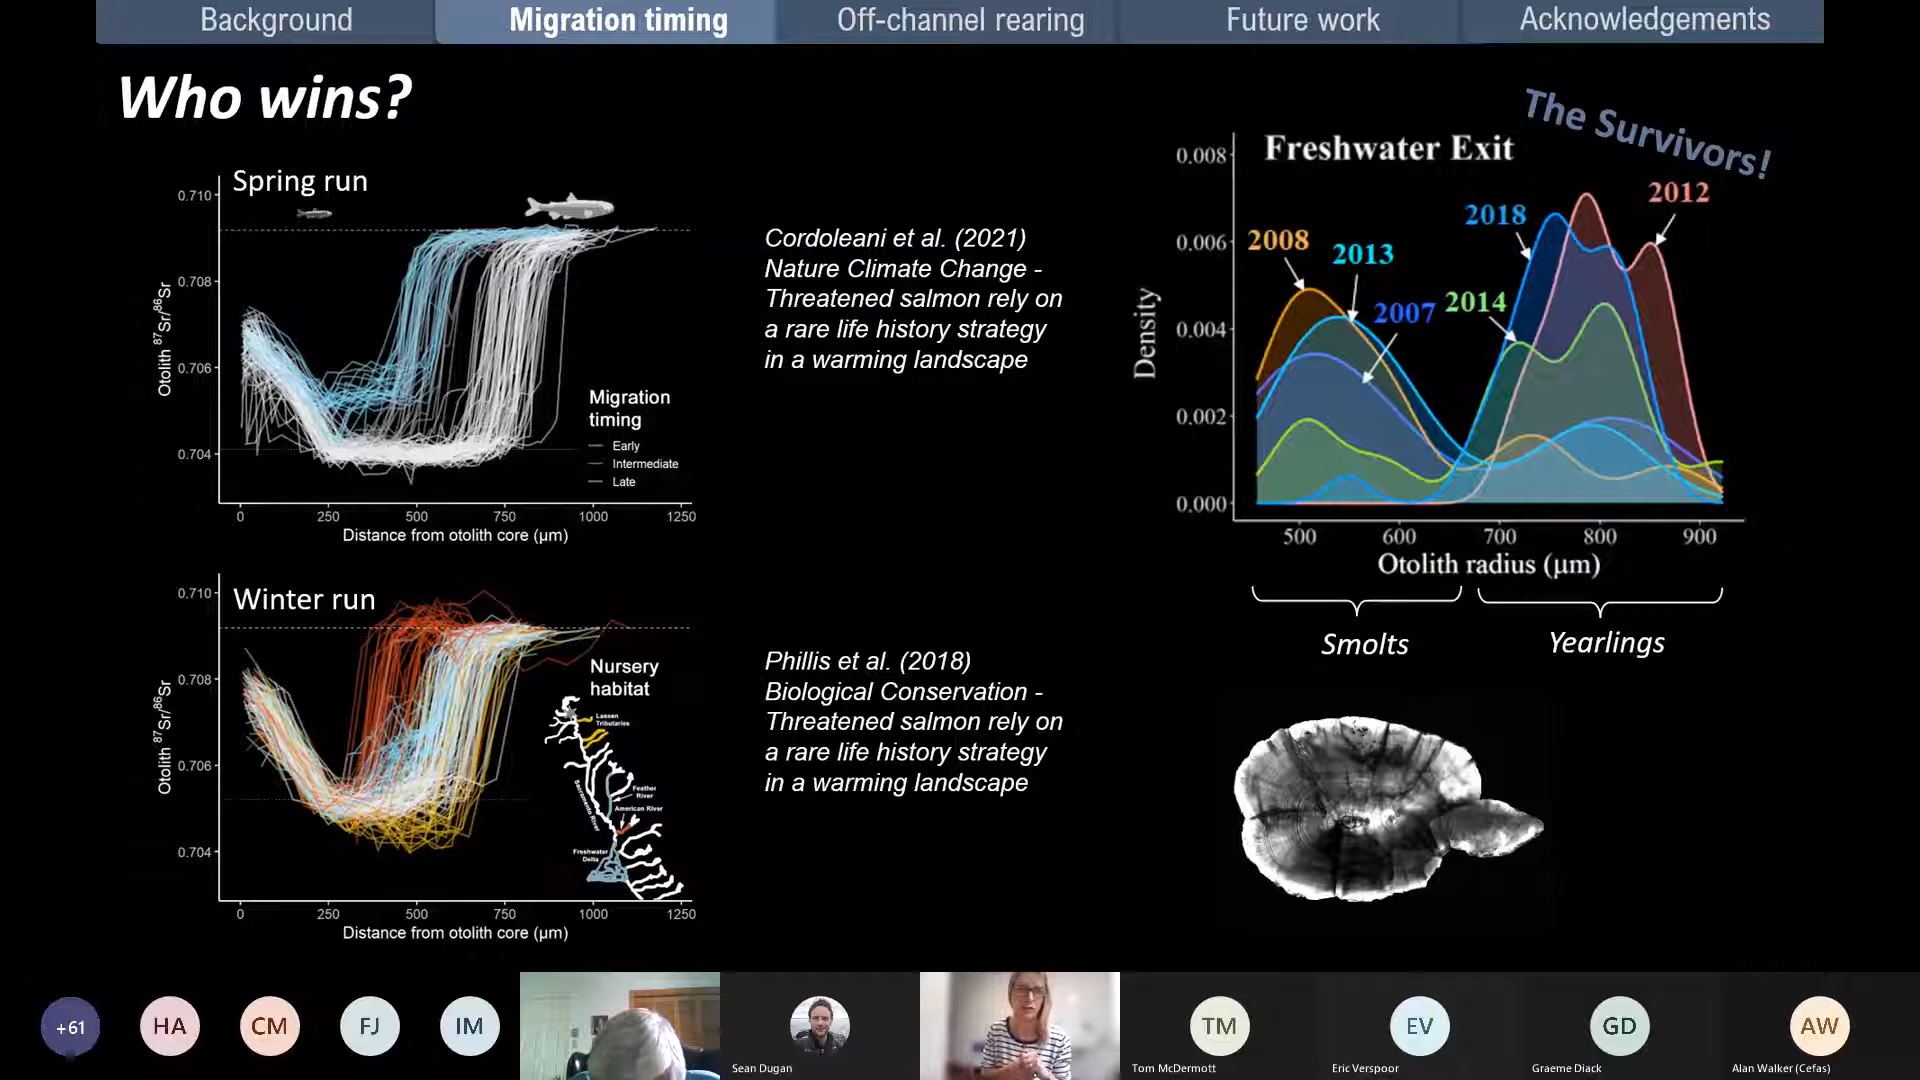 Background
Migration timing
Off-channel rearing
Future work
Acknowledgements
Who wins?
Spring run
0.710
0.708
0.706
0.704
Otolith ⁸⁷Sr/⁸⁶Sr
Migration
timing
Early
Intermediate
Late
0
250
500
750
1000
1250
Distance from otolith core (μm)
Cordoleani et al. (2021)
Nature Climate Change -
Threatened salmon rely on
a rare life history strategy
in a warming landscape
The Survivors!
Freshwater Exit
0.008
0.006
0.004
0.002
0.000
Density
2008
2013
2007
2014
2018
2012
500
600
700
800
900
Otolith radius (μm)
Smolts
Yearlings
Winter run
0.710
0.708
0.706
0.704
Otolith ⁸⁷Sr/⁸⁶Sr
Nursery
habitat
Lassen
Tributaries
Sacramento River
Feather
River
American River
Freshwater
Delta
0
250
500
750
1000
1250
Distance from otolith core (μm)
Phillis et al. (2018)
Biological Conservation -
Threatened salmon rely on
a rare life history strategy
in a warming landscape
+61
HA
CM
FJ
IM
Sean Dugan
TM
Tom McDermott
EV
Eric Verspoor
GD
Graeme Diack
AW
Alan Walker (Cefas)